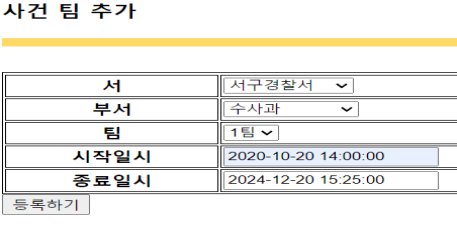 사건 팀 추가
서 서구경찰서
부서 수사과
팀 1팀
시작일시 2020-10-20 14:00:00
종료일시 2024-12-20 15:25:00
등록하기